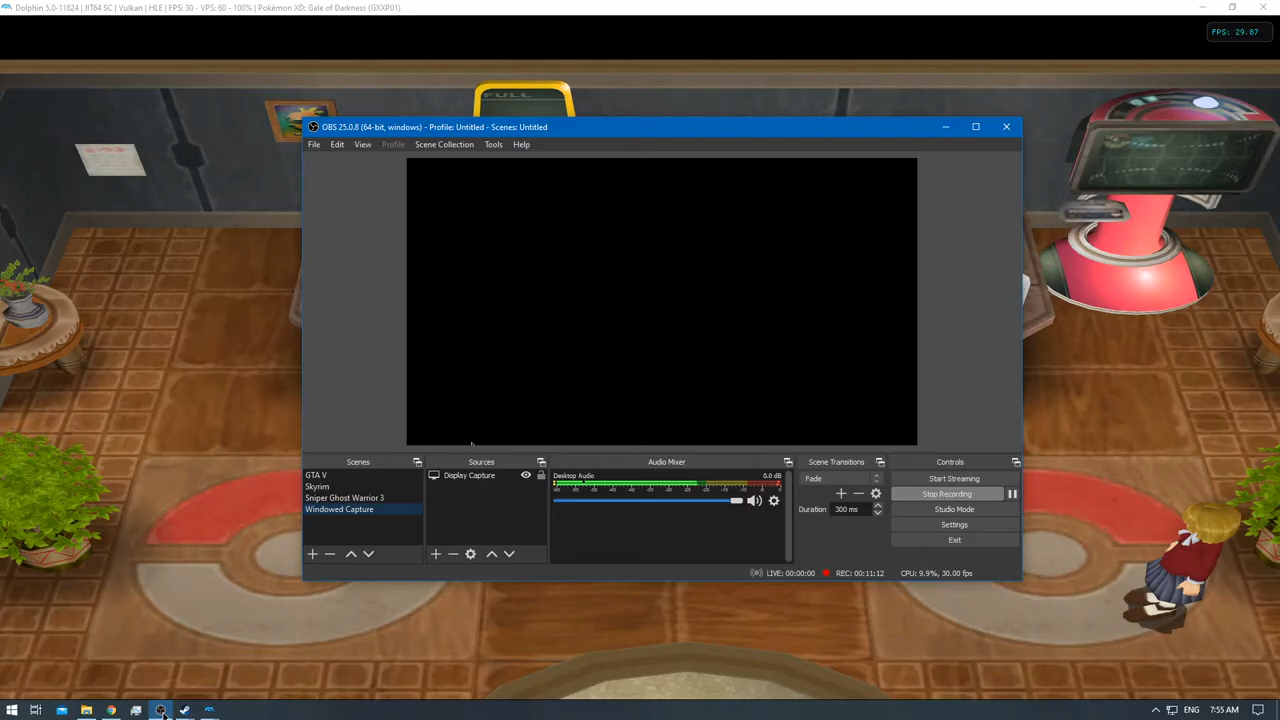 Dolphin 5.0-11824 | JIT64 SC | Vulkan | HLE | FPS: 30 - VPS: 60 - 100% | Pokémon XD: Gale of Darkness (GXXP01)
FPS: 29.87
FULL
OBS 25.0.8 (64-bit, windows) - Profile: Untitled - Scenes: Untitled
File Edit View Profile Scene Collection Tools Help
Scenes Sources Audio Mixer Scene Transitions Controls
GTA V
Skyrim
Sniper Ghost Warrior 3
Windowed Capture
Display Capture
Desktop Audio 0.0 dB
Fade
Duration 300 ms
Start Streaming
Stop Recording
Studio Mode
Settings
Exit
LIVE: 00:00:00 REC: 00:11:12 CPU: 9.9%, 30.00 fps
ENG 7:55 AM